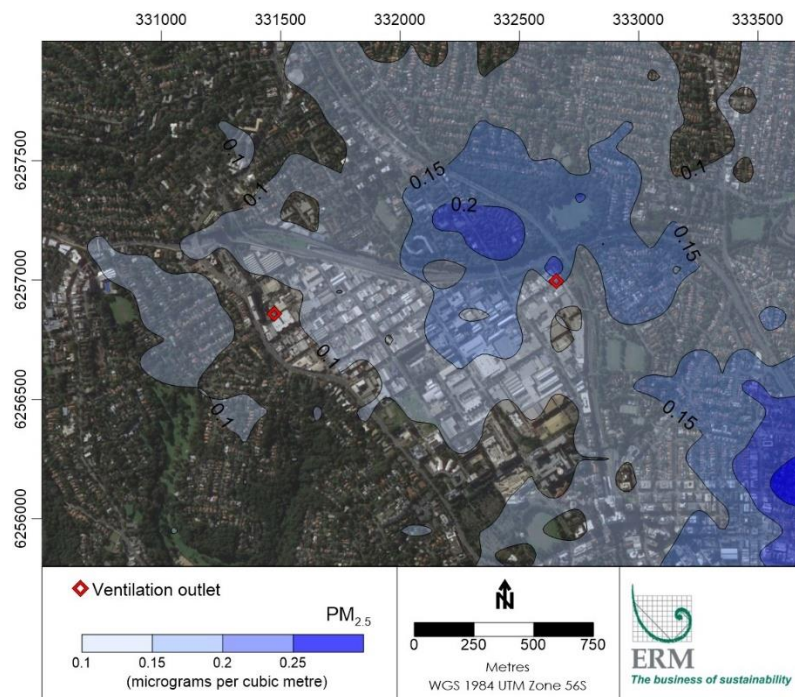 331000 331500 332000 332500 333000 333500
6257500
6257000
6256500
6256000
0.1
0.1
0.15
0.2
0.1
0.15
0.1
0.1
0.15
Ventilation outlet
PM2.5
0.1 0.15 0.2 0.25
(micrograms per cubic metre)
N
0 250 500 750
Metres
WGS 1984 UTM Zone 56S
ERM
The business of sustainability